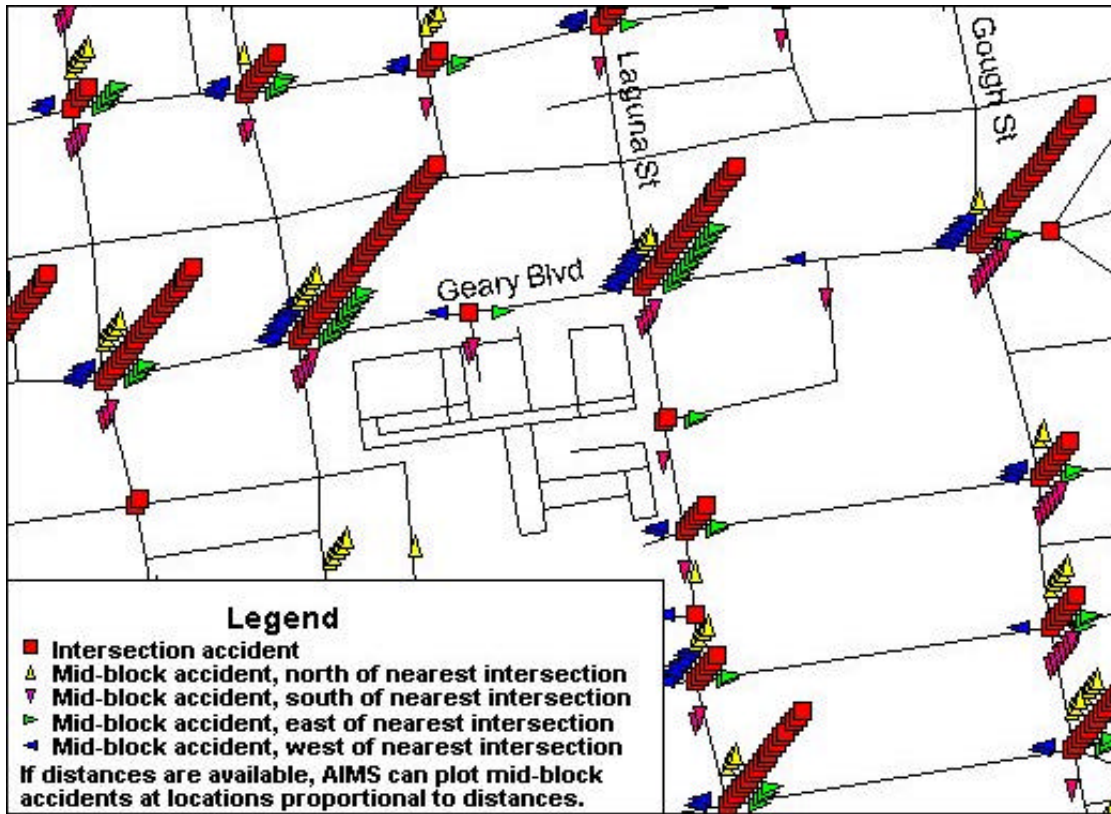 Laguna St
Gough St
Geary Blvd
Legend
Intersection accident
Mid-block accident, north of nearest intersection
Mid-block accident, south of nearest intersection
Mid-block accident, east of nearest intersection
Mid-block accident, west of nearest intersection
If distances are available, AIMS can plot mid-block
accidents at locations proportional to distances.